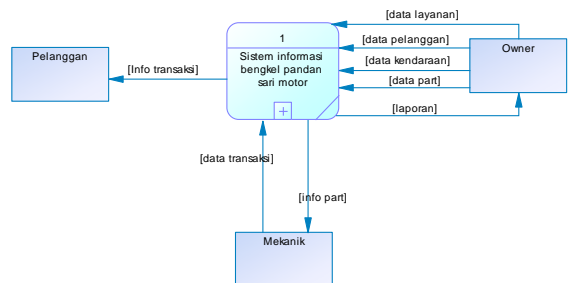 [data layanan]
1
[data pelanggan]
Pelanggan
Owner
Sistem informasi
bengkel pandan
sari motor
[data kendaraan]
[Info transaksi]
[data part]
[laporan]
[data transaksi]
[info part]
Mekanik